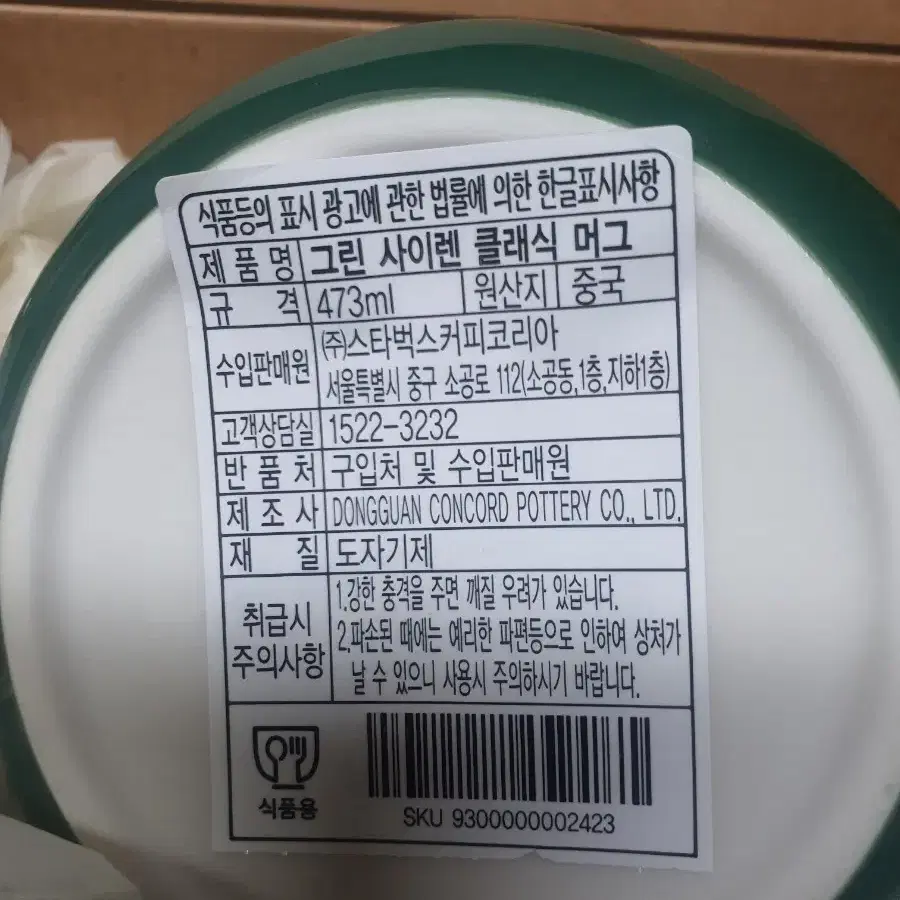 식품등의 표시 광고에 관한 법률에 의한 한글표시사항
제 품 명 그린 사이렌 클래식 머그
규 격 473ml 원산지 중국
수입판매원 (주)스타벅스커피코리아
서울특별시 중구 소공로 112(소공동,1층,지하1층)
고객상담실 1522-3232
반 품 처 구입처 및 수입판매원
제 조 사 DONGGUAN CONCORD POTTERY CO., LTD.
재 질 도자기제
취급시 주의사항
1.강한 충격을 주면 깨질 우려가 있습니다.
2.파손된 때에는 예리한 파편등으로 인하여 상처가
날 수 있으니 사용시 주의하시기 바랍니다.
식품용
SKU 9300000002423